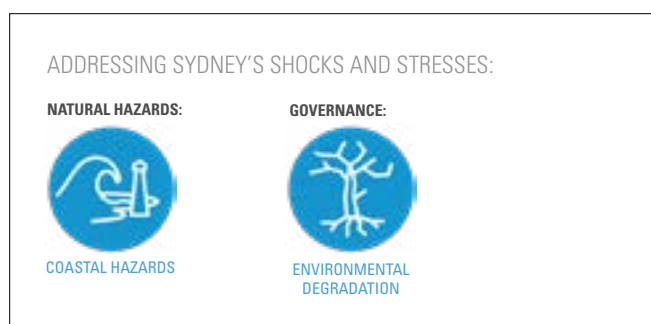 ADDRESSING SYDNEY'S SHOCKS AND STRESSES:
NATURAL HAZARDS:
GOVERNANCE:
COASTAL HAZARDS
ENVIRONMENTAL
DEGRADATION